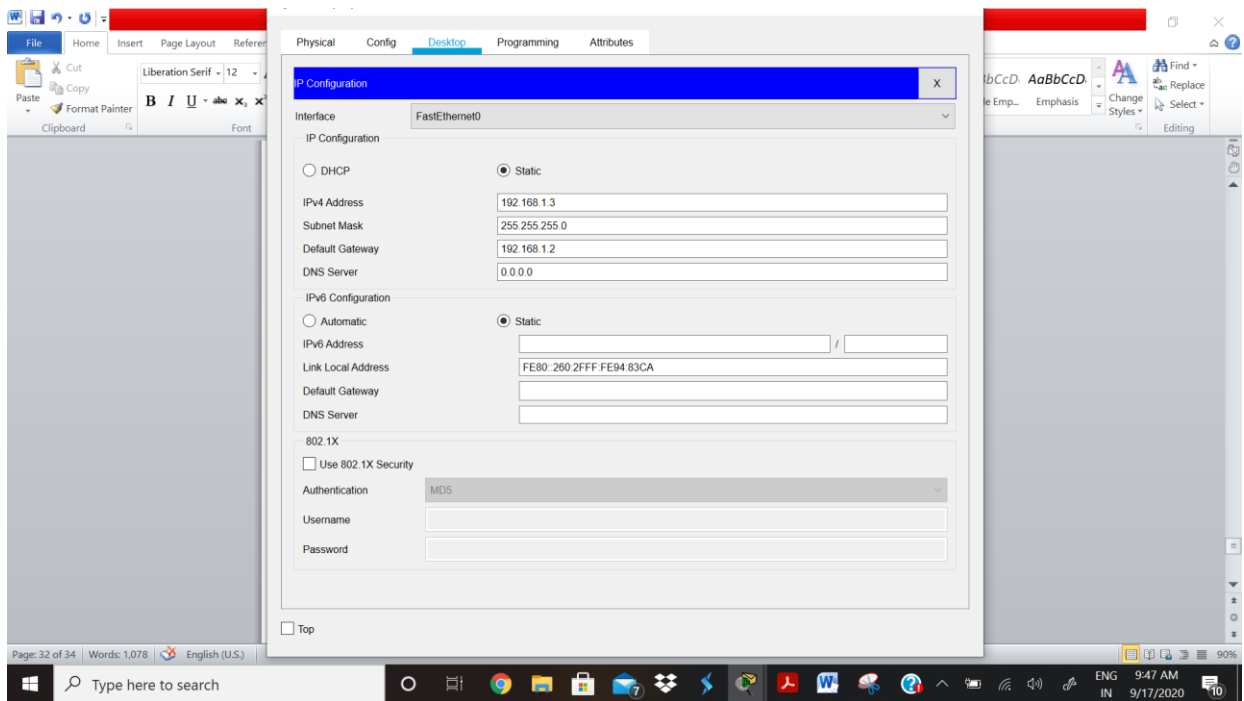 File Home Insert Page Layout Refer
Physical Config Desktop Programming Attributes
Cut
Copy
Paste
Format Painter
Clipboard
Liberation Serif 12
B I U abc x₂ x
Font
AaBbCcD
Emphasis
Change Styles
Find
Replace
Select
Editing
IP Configuration X
Interface FastEthernet0
IP Configuration
DHCP Static
IPv4 Address 192.168.1.3
Subnet Mask 255.255.255.0
Default Gateway 192.168.1.2
DNS Server 0.0.0.0
IPv6 Configuration
Automatic Static
IPv6 Address /
Link Local Address FE80::260:2FFF:FE94:83CA
Default Gateway
DNS Server
802.1X
Use 802.1X Security
Authentication MD5
Username
Password
Top
Page: 32 of 34 Words: 1,078 English (U.S.) 90%
Type here to search 7 ENG 9:47 AM
IN 9/17/2020 10